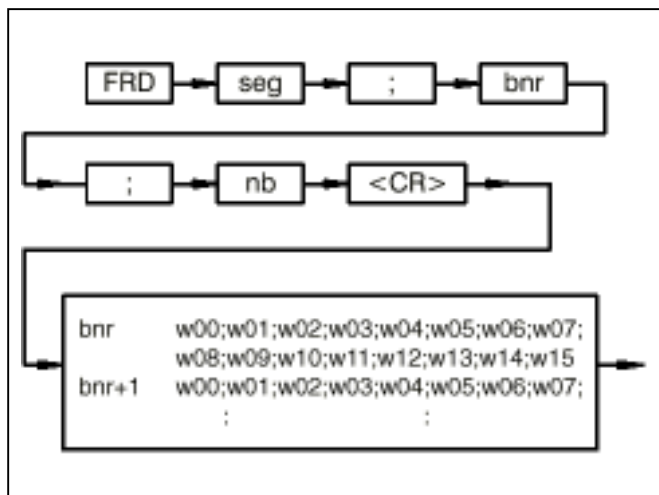 FRD seg ; bnr
; nb <CR>
bnr w00;w01;w02;w03;w04;w05;w06;w07;
w08;w09;w10;w11;w12;w13;w14;w15
bnr+1 w00;w01;w02;w03;w04;w05;w06;w07;
: :